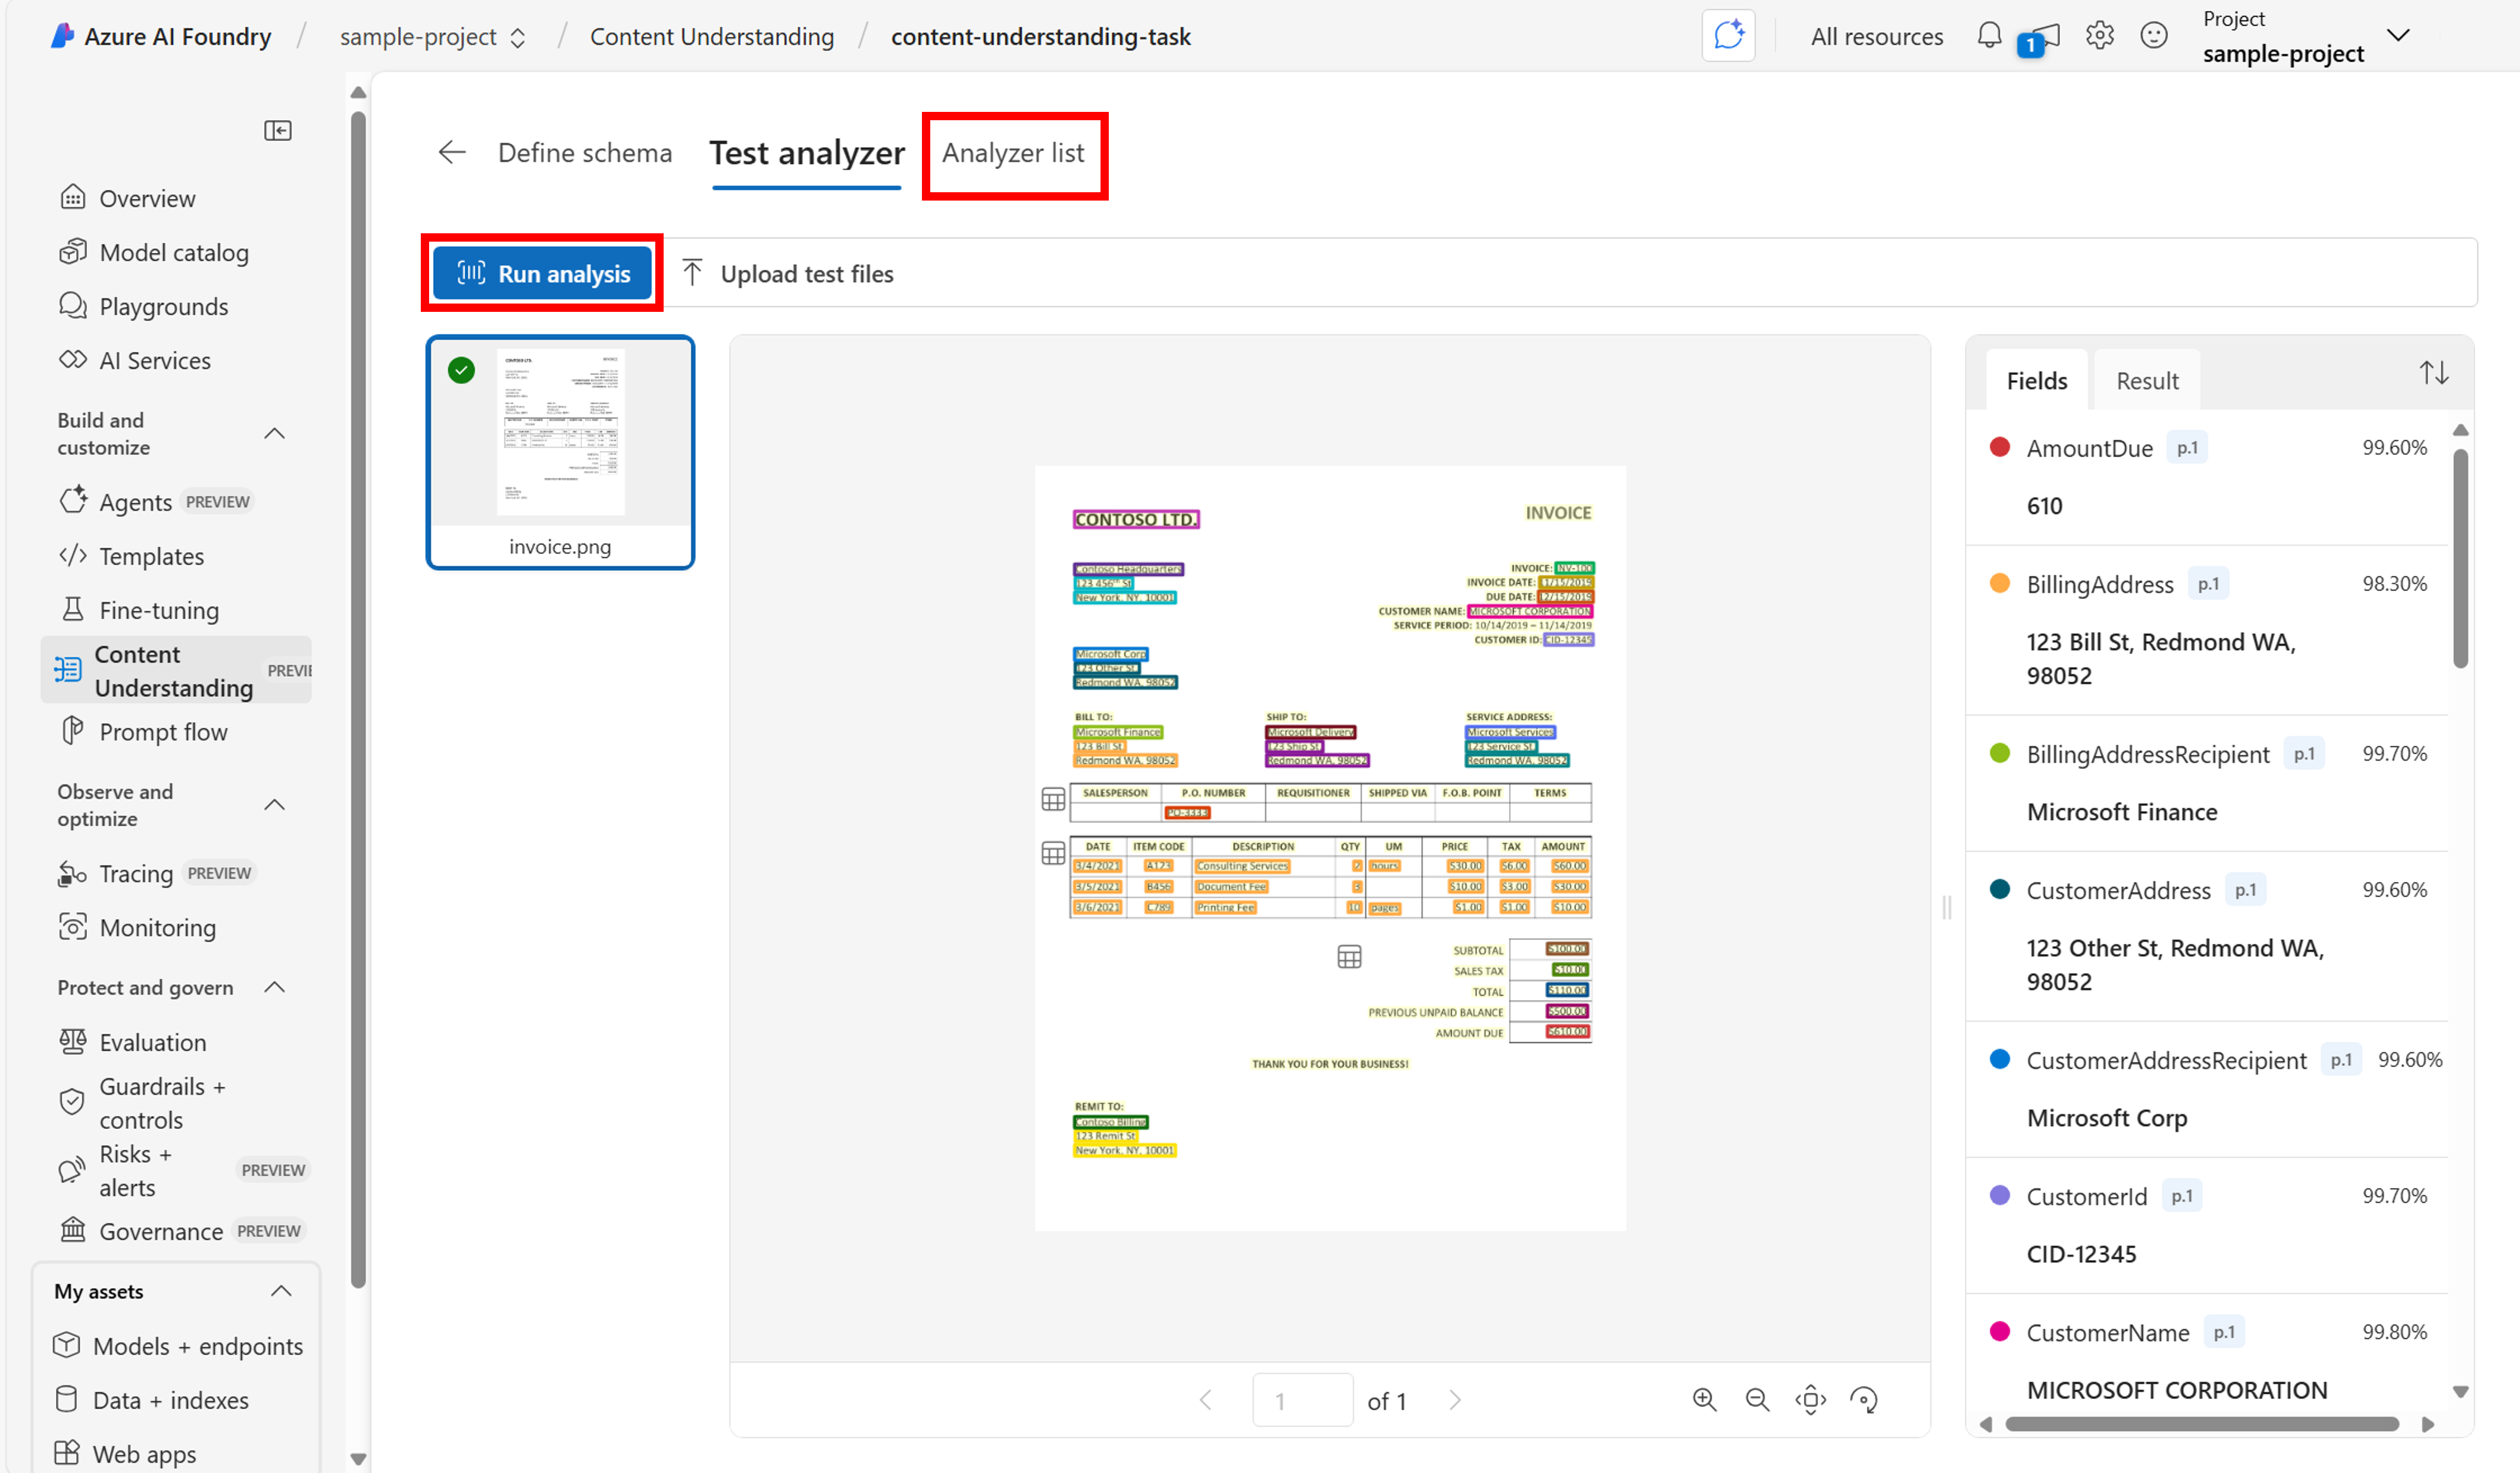 Azure AI Foundry / sample-project / Content Understanding / content-understanding-task
All resources
1
Project
sample-project
Overview
Model catalog
Playgrounds
AI Services
Build and
customize
Agents PREVIEW
Templates
Fine-tuning
Content
Understanding PREVIE
Prompt flow
Observe and
optimize
Tracing PREVIEW
Monitoring
Protect and govern
Evaluation
Guardrails +
controls
Risks +
alerts PREVIEW
Governance PREVIEW
My assets
Models + endpoints
Data + indexes
Web apps
Define schema Test analyzer Analyzer list
Run analysis Upload test files
invoice.png
CONTOSO LTD.
INVOICE
Contoso Headquarters
123 456th St
New York, NY, 10001
INVOICE: INV-100
INVOICE DATE: 11/15/2019
DUE DATE: 12/15/2019
CUSTOMER NAME: MICROSOFT CORPORATION
SERVICE PERIOD: 10/14/2019 – 11/14/2019
CUSTOMER ID: CID-12345
Microsoft Corp
123 Other St,
Redmond WA, 98052
BILL TO:
Microsoft Finance
123 Bill St,
Redmond WA, 98052
SHIP TO:
Microsoft Delivery
123 Ship St,
Redmond WA, 98052
SERVICE ADDRESS:
Microsoft Services
123 Service St,
Redmond WA, 98052
SALESPERSON P.O. NUMBER REQUISITIONER SHIPPED VIA F.O.B. POINT TERMS
PO-3333
DATE ITEM CODE DESCRIPTION QTY UM PRICE TAX AMOUNT
3/4/2021 A123 Consulting Services 2 hours $30.00 $6.00 $60.00
3/5/2021 B456 Document Fee 3 $10.00 $3.00 $30.00
3/6/2021 C789 Printing Fee 10 pages $1.00 $1.00 $10.00
SUBTOTAL $100.00
SALES TAX $10.00
TOTAL $110.00
PREVIOUS UNPAID BALANCE $500.00
AMOUNT DUE $610.00
THANK YOU FOR YOUR BUSINESS!
REMIT TO:
Contoso Billing
123 Remit St
New York, NY, 10001
1 of 1
Fields Result
AmountDue p.1 99.60%
610
BillingAddress p.1 98.30%
123 Bill St, Redmond WA,
98052
BillingAddressRecipient p.1 99.70%
Microsoft Finance
CustomerAddress p.1 99.60%
123 Other St, Redmond WA,
98052
CustomerAddressRecipient p.1 99.60%
Microsoft Corp
CustomerId p.1 99.70%
CID-12345
CustomerName p.1 99.80%
MICROSOFT CORPORATION